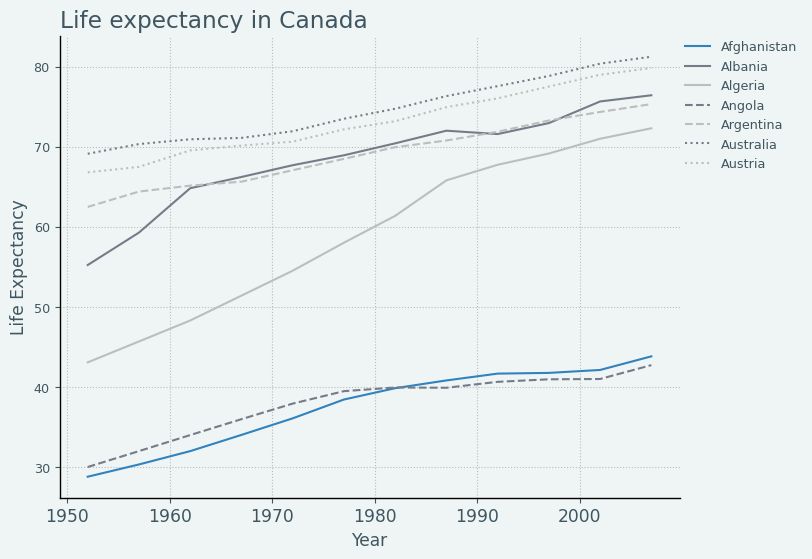 Life expectancy in Canada
Afghanistan
Albania
Algeria
Angola
Argentina
Australia
Austria
Life Expectancy
80
70
60
50
40
30
1950 1960 1970 1980 1990 2000
Year